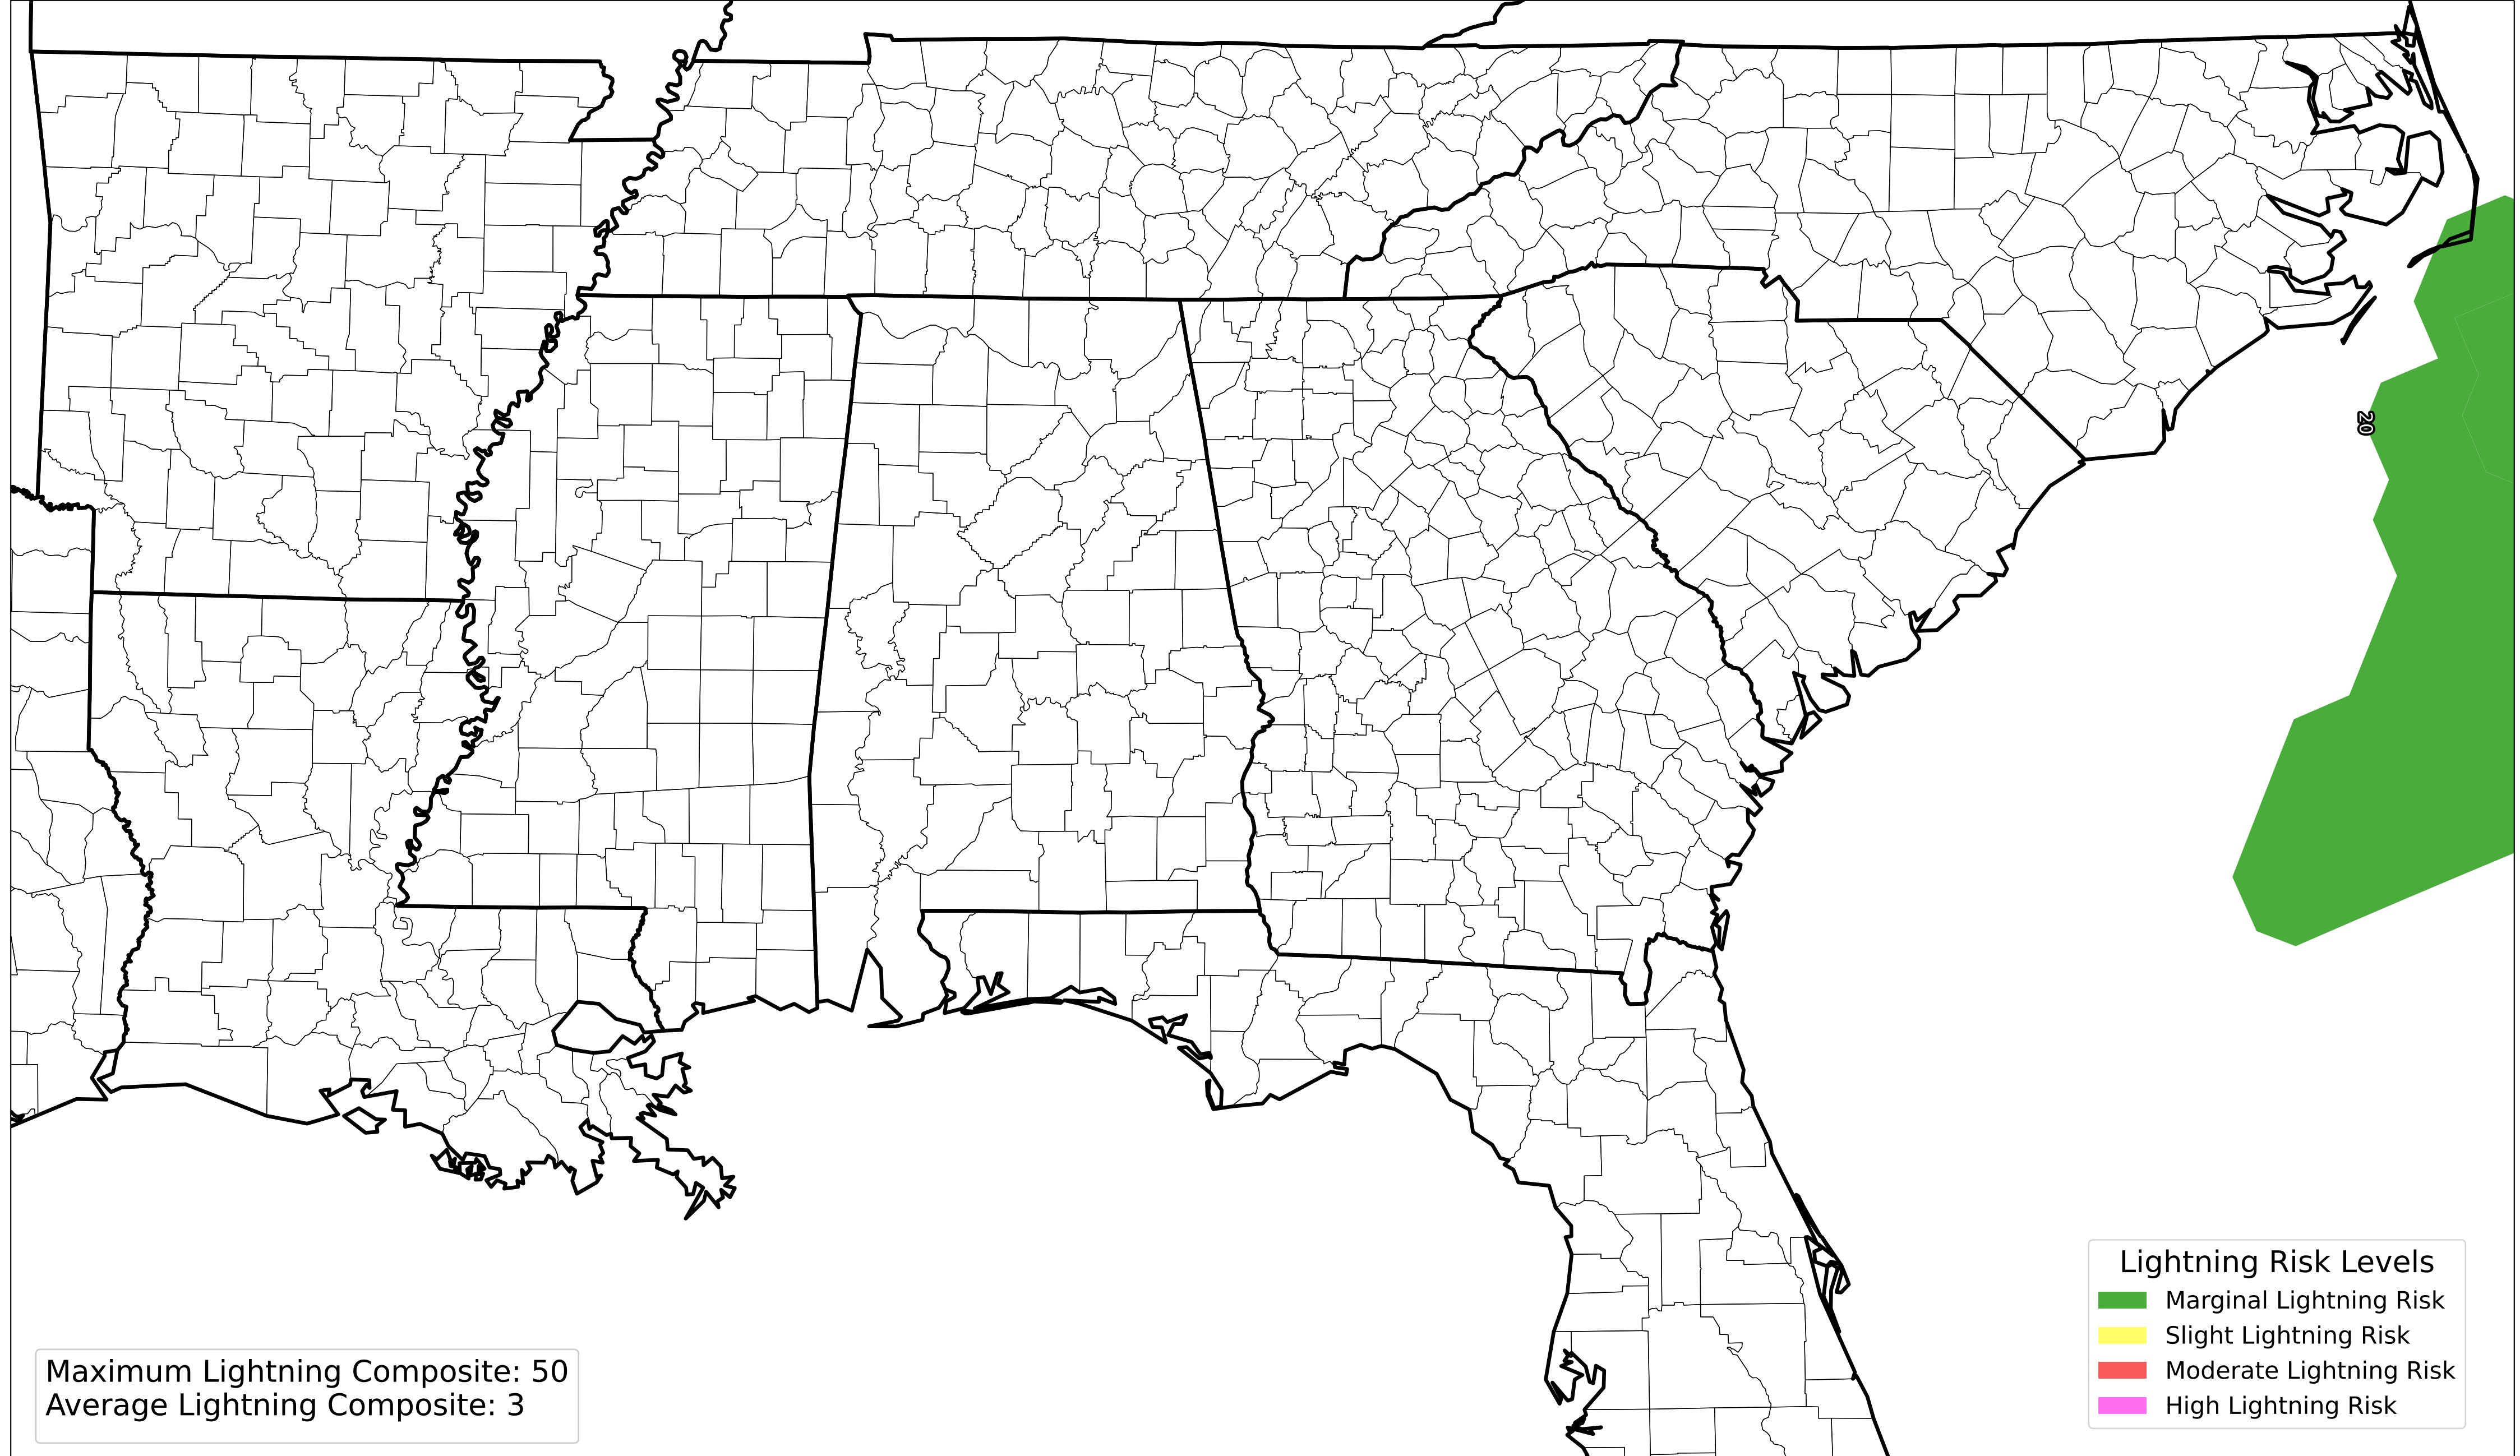 20
Lightning Risk Levels
Marginal Lightning Risk
Slight Lightning Risk
Moderate Lightning Risk
High Lightning Risk
Maximum Lightning Composite: 50
Average Lightning Composite: 3